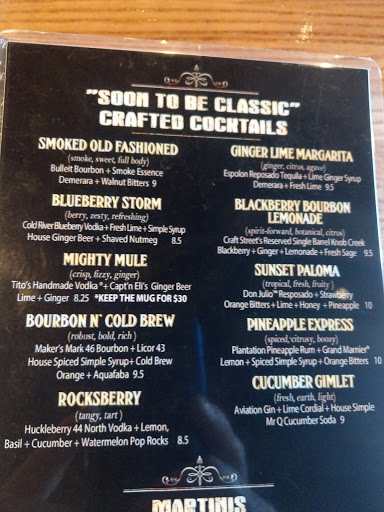 "SOON TO BE CLASSIC"
CRAFTED COCKTAILS
SMOKED OLD FASHIONED
(smoke, sweet, full body)
Bulleit Bourbon + Smoke Essence
Demerara + Walnut Bitters 9
BLUEBERRY STORM
(berry, zesty, refreshing)
Cold River Blueberry Vodka + Fresh Lime + Simple Syrup
House Ginger Beer + Shaved Nutmeg 8.5
MIGHTY MULE
(crisp, fizzy, ginger)
Tito's Handmade Vodka "+ Capt'n Eli's Ginger Beer
Lime + Ginger 8.25 *KEEP THE MUG FOR $30
BOURBON N' COLD BREW
(robust, bold, rich)
Maker's Mark 46 Bourbon + Licor 43
House Spiced Simple Syrup + Cold Brew
Orange + Aquafaba 9.5
ROCKSBERRY
(tangy, tart)
Huckleberry 44 North Vodka + Lemon,
Basil + Cucumber + Watermelon Pop Rocks 8.5
GINGER LIME MARGARITA
(ginger, citrus, agave)
Espolon Reposado Tequila + Lime Ginger Syrup
Demerara + Fresh Lime 9.5
BLACKBERRY BOURBON
LEMONADE
(spirit-forward, botanical, citrus)
Craft Street's Reserved Single Barrel Knob Creek
Blackberry + Ginger + Lemonade + Fresh Sage 9.5
SUNSET PALOMA
(tropical, fresh, fruity)
Don Julio™ Resposado + Strawberry
Orange Bitters + Lime + Honey + Pineapple 10
PINEAPPLE EXPRESS
(spiced, citrusy, boozy)
Plantation Pineapple Rum + Grand Marnier®
Lemon + Spiced Simple Syrup + Orange Bitters 10
CUCUMBER GIMLET
(fresh, earth, light)
Aviation Gin + Lime Cordial + House Simple
Mr Q Cucumber Soda 9
MARTINIS